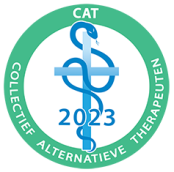 CAT
2023
COLLECTIEF ALTERNATIEVE THERAPEUTEN